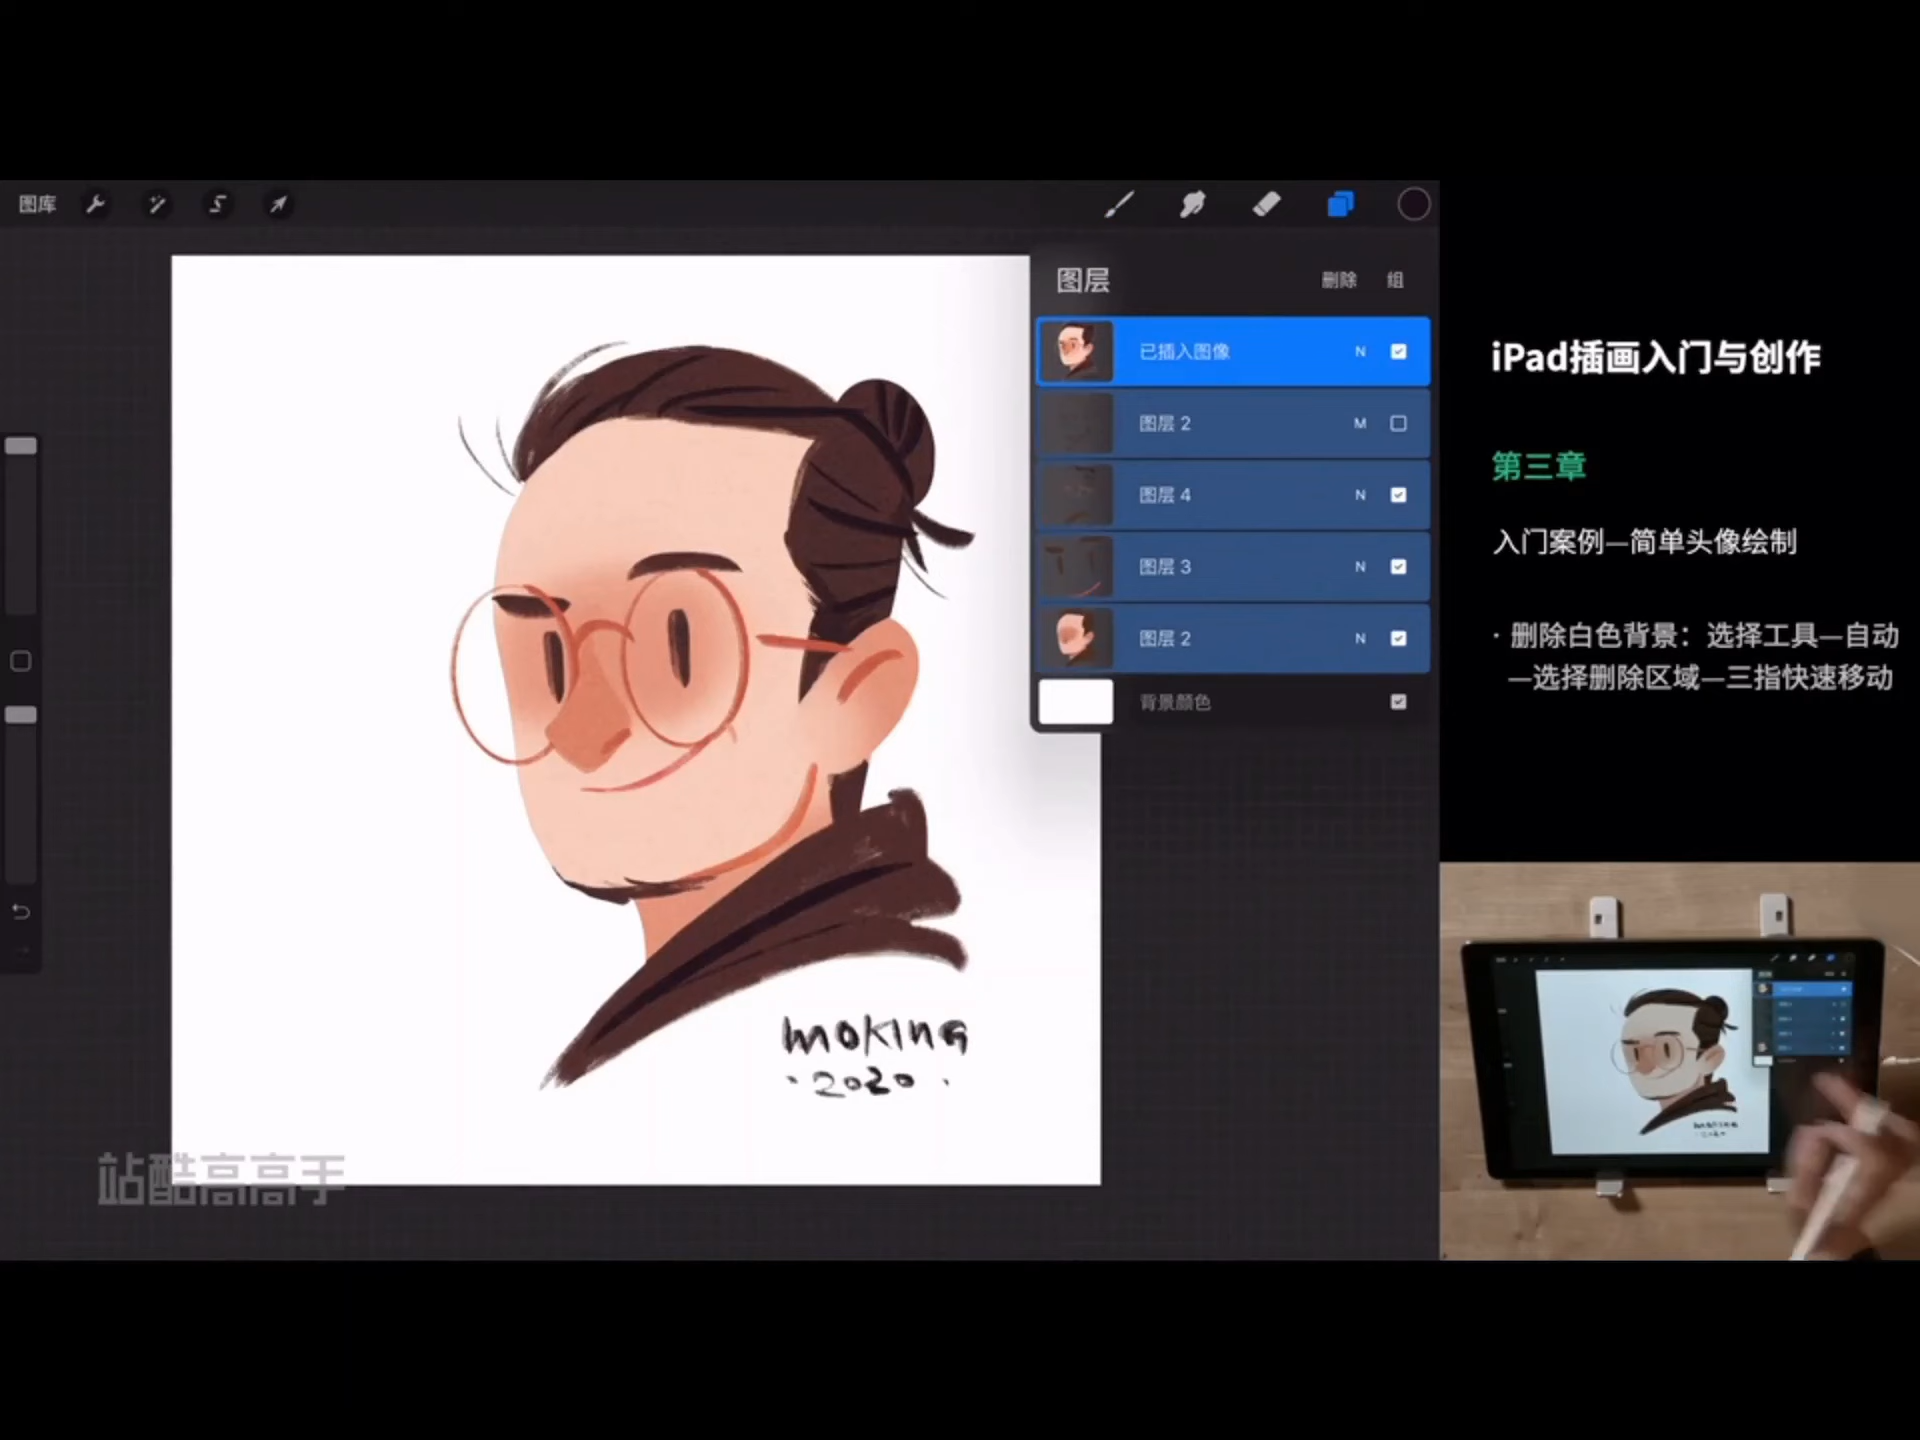 图库
图层
删除 组
已插入图像 N
图层 2 M
图层 4 N
图层 3 N
图层 2 N
背景颜色
moking
·2020·
站酷高高手
iPad插画入门与创作
第三章
入门案例—简单头像绘制
· 删除白色背景：选择工具—自动
—选择删除区域—三指快速移动